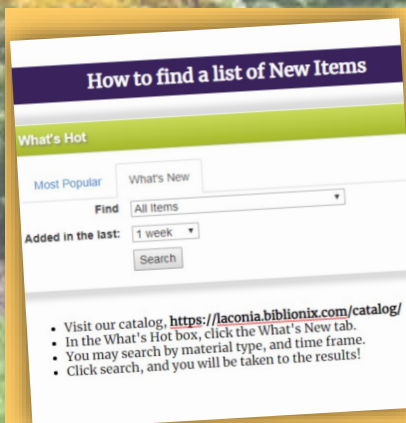 How to find a list of New Items
What's Hot
Most Popular What's New
Find All Items
Added in the last: 1 week
Search
• Visit our catalog, https://laconia.biblionix.com/catalog/
• In the What's Hot box, click the What's New tab.
• You may search by material type, and time frame.
• Click search, and you will be taken to the results!